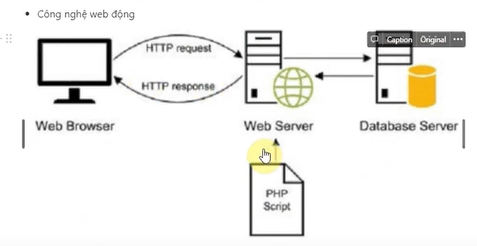 Công nghệ web động
HTTP request
Caption Original
HTTP response
Web Browser
Web Server
Database Server
PHP
Script